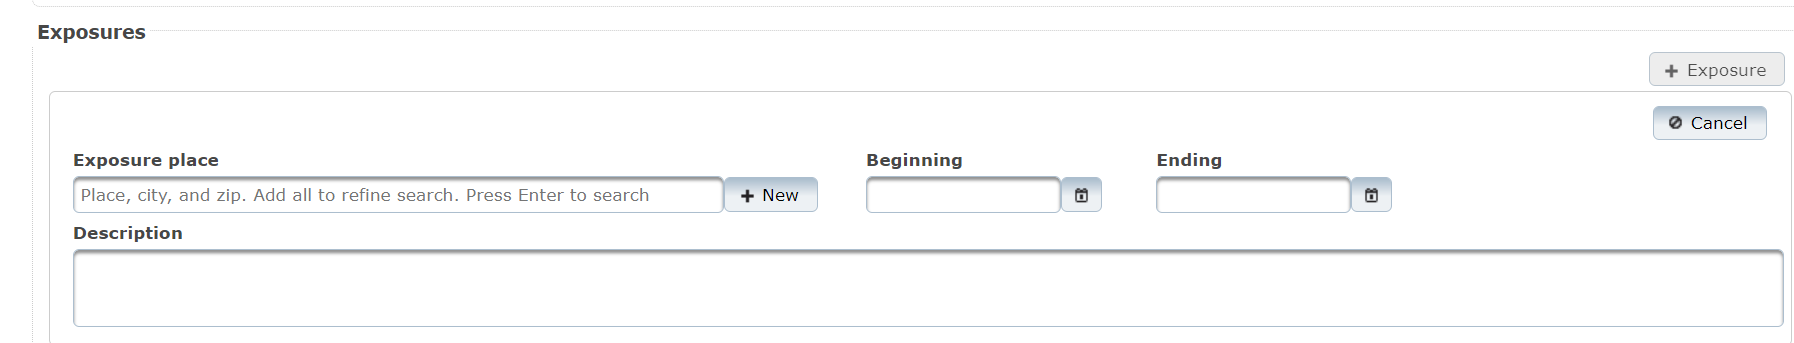 Exposures
+ Exposure
Cancel
Exposure place Beginning Ending
Place, city, and zip. Add all to refine search. Press Enter to search + New
Description